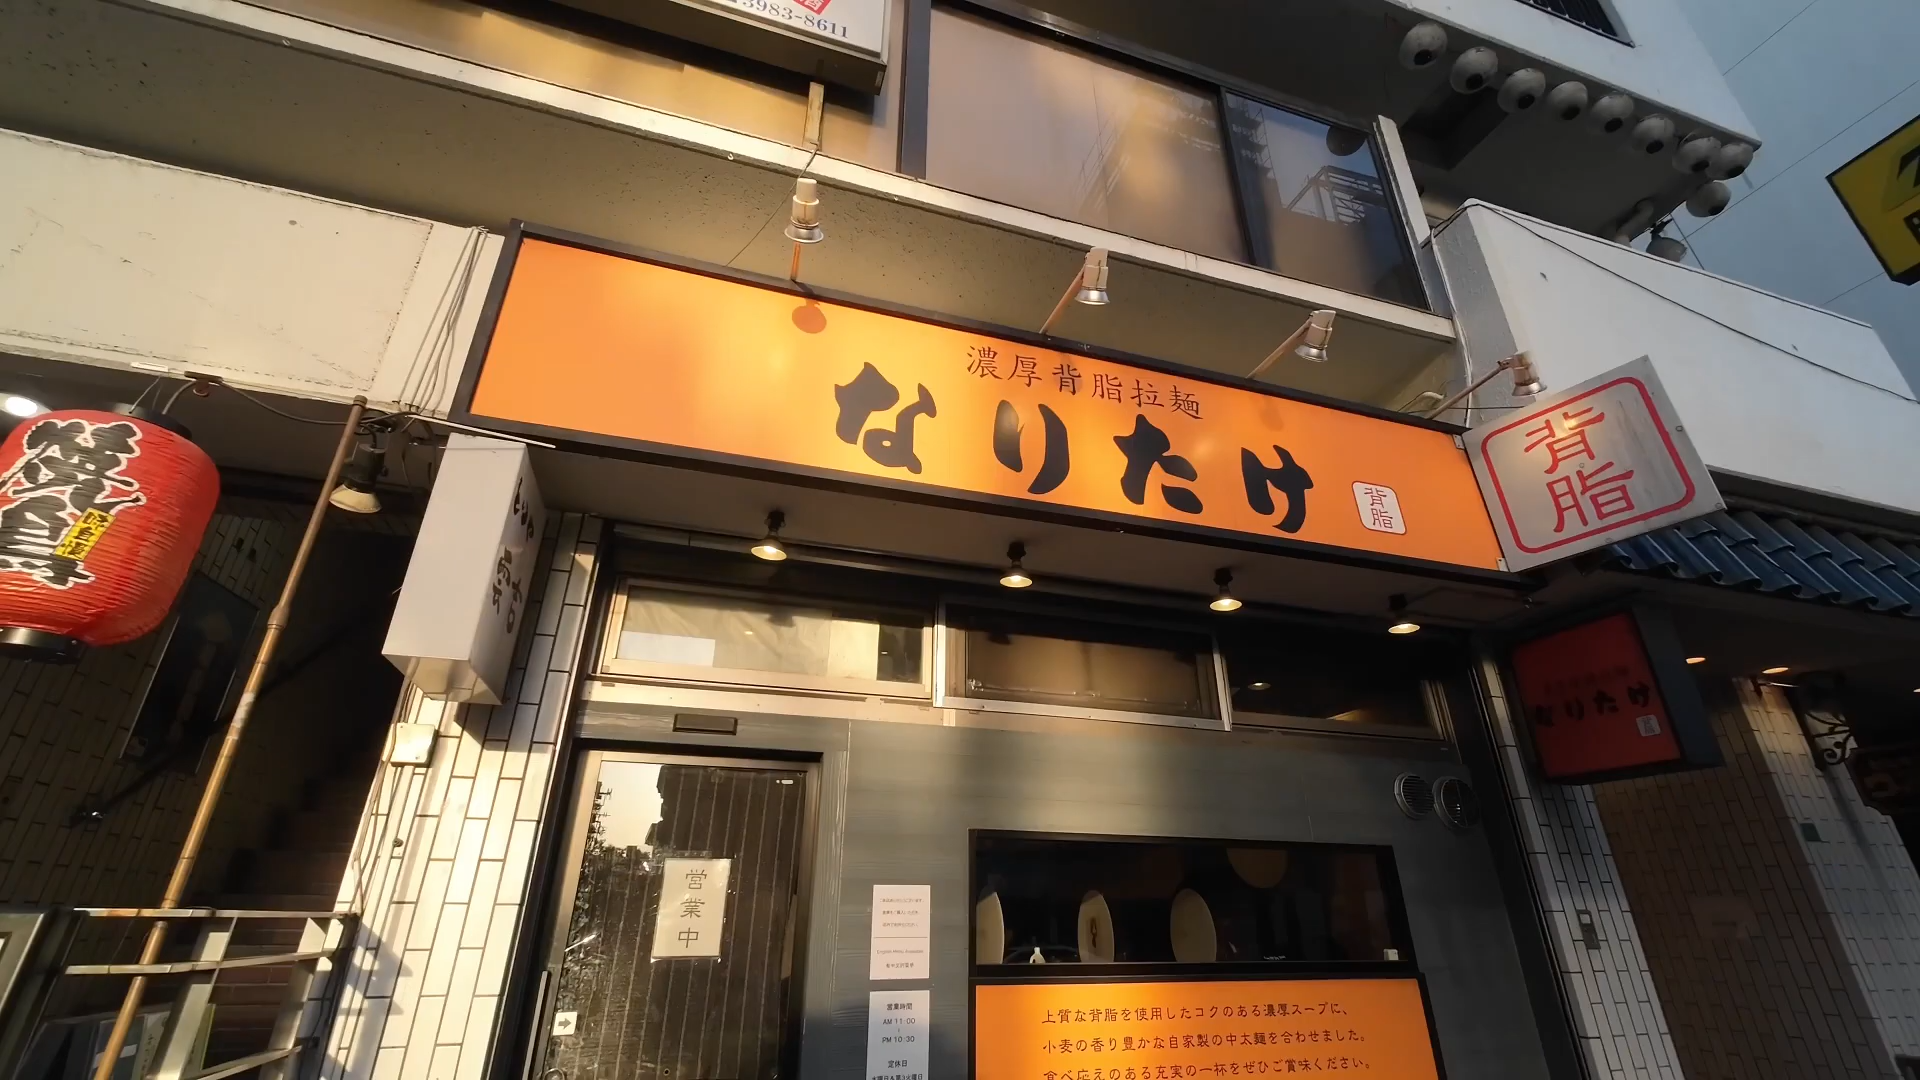 3983-8611
濃厚背脂拉麺
なりたけ
背脂
背脂
味自慢
なりたけ
営業中
営業時間
AM 11:00
PM 10:30
定休日
上質な背脂を使用したコクのある濃厚スープに、
小麦の香り豊かな自家製の中太麺を合わせました。
食べ応えのある充実の一杯をぜひご賞味ください。